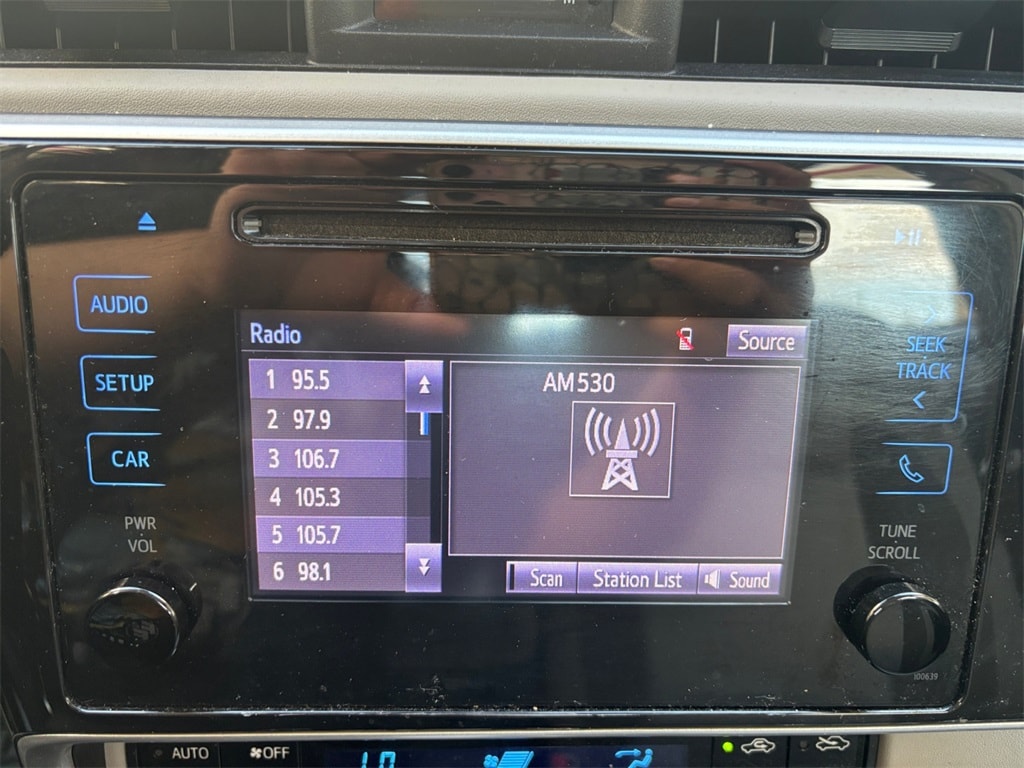 AUDIO
SETUP
CAR
PWR
VOL
Radio
Source
1 95.5
2 97.9
3 106.7
4 105.3
5 105.7
6 98.1
AM530
Scan
Station List
Sound
SEEK
TRACK
TUNE
SCROLL
100639
AUTO
OFF